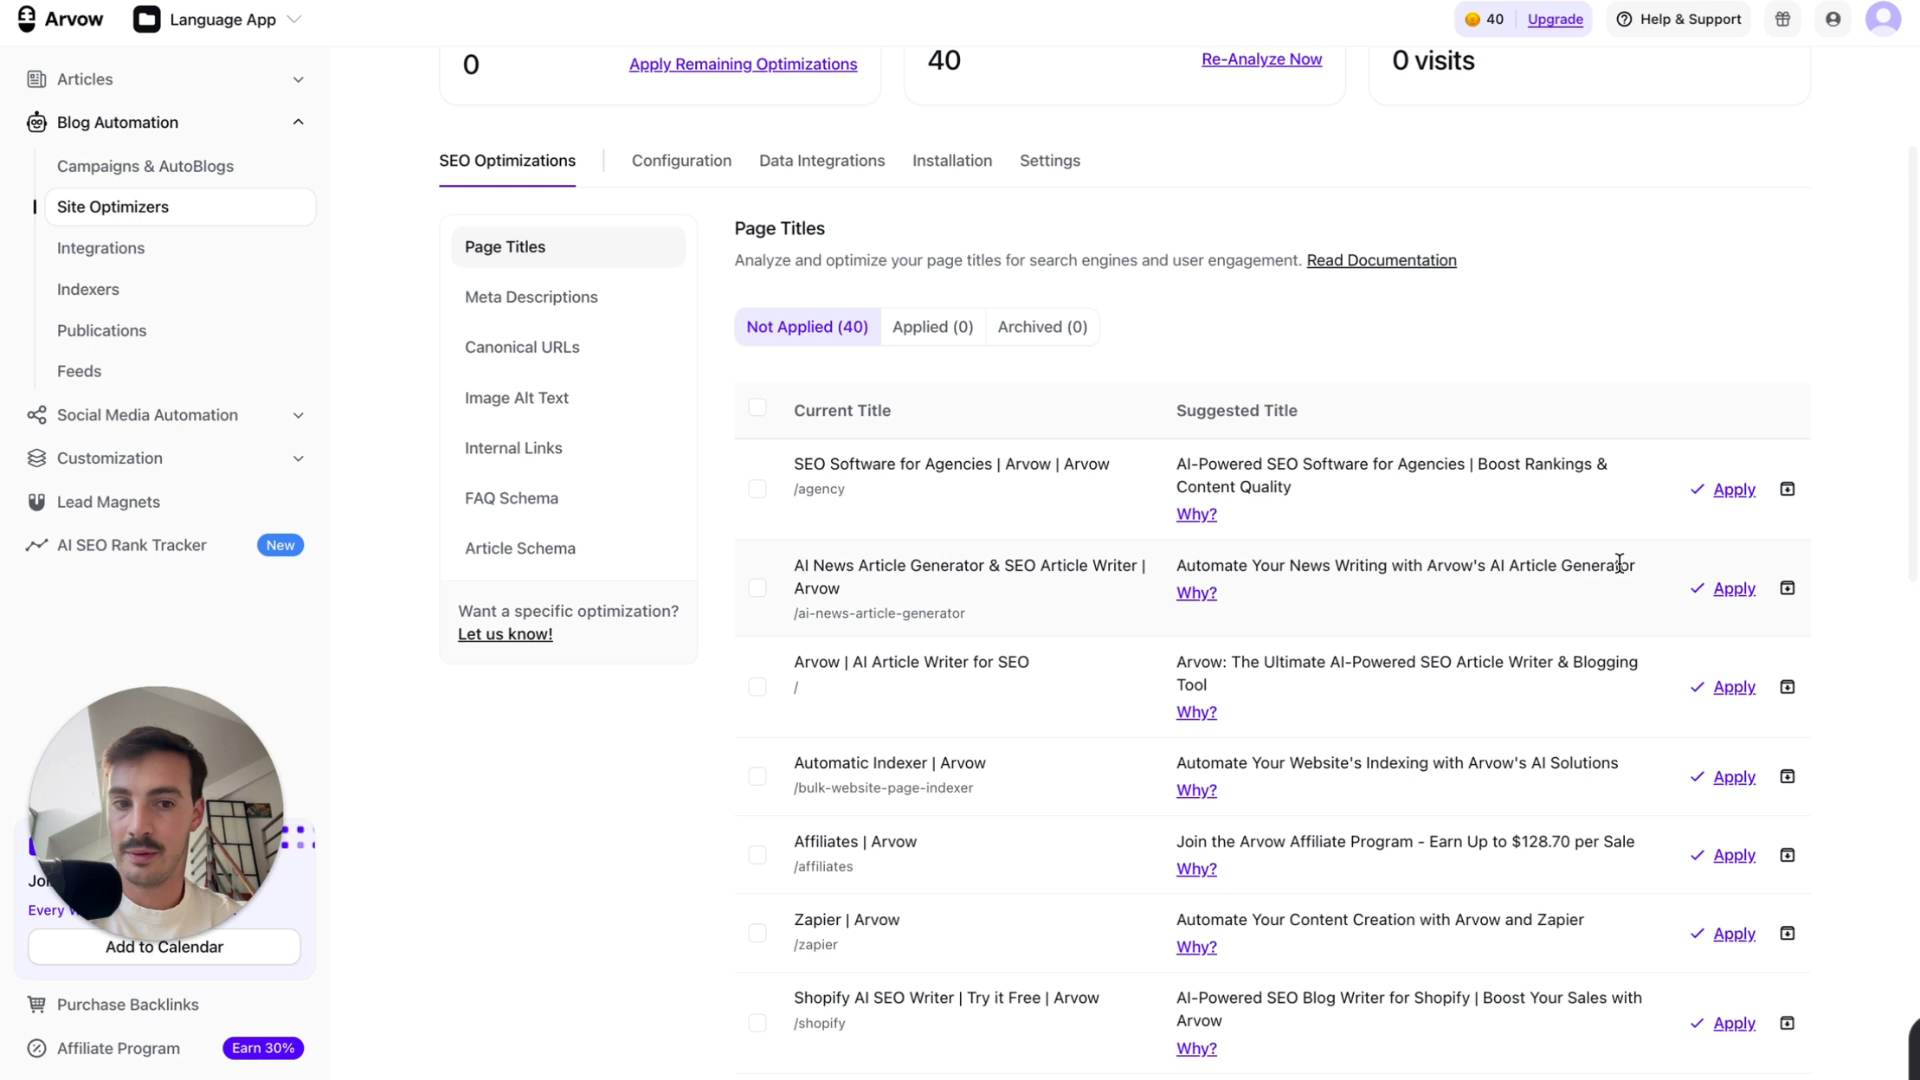 Arvow
Language App
40
Upgrade
Help & Support
Articles
Blog Automation
Campaigns & AutoBlogs
Site Optimizers
Integrations
Indexers
Publications
Feeds
Social Media Automation
Customization
Lead Magnets
AI SEO Rank Tracker
New
Every
Add to Calendar
Purchase Backlinks
Affiliate Program
Earn 30%
0
Apply Remaining Optimizations
40
Re-Analyze Now
0 visits
SEO Optimizations
Configuration
Data Integrations
Installation
Settings
Page Titles
Meta Descriptions
Canonical URLs
Image Alt Text
Internal Links
FAQ Schema
Article Schema
Want a specific optimization?
Let us know!
Page Titles
Analyze and optimize your page titles for search engines and user engagement. Read Documentation
Not Applied (40)
Applied (0)
Archived (0)
Current Title
Suggested Title
SEO Software for Agencies | Arvow | Arvow
/agency
AI-Powered SEO Software for Agencies | Boost Rankings &
Content Quality
Why?
Apply
AI News Article Generator & SEO Article Writer |
Arvow
/ai-news-article-generator
Automate Your News Writing with Arvow's AI Article Generator
Why?
Apply
Arvow | AI Article Writer for SEO
/
Arvow: The Ultimate AI-Powered SEO Article Writer & Blogging
Tool
Why?
Apply
Automatic Indexer | Arvow
/bulk-website-page-indexer
Automate Your Website's Indexing with Arvow's AI Solutions
Why?
Apply
Affiliates | Arvow
/affiliates
Join the Arvow Affiliate Program - Earn Up to $128.70 per Sale
Why?
Apply
Zapier | Arvow
/zapier
Automate Your Content Creation with Arvow and Zapier
Why?
Apply
Shopify AI SEO Writer | Try it Free | Arvow
/shopify
AI-Powered SEO Blog Writer for Shopify | Boost Your Sales with
Arvow
Why?
Apply